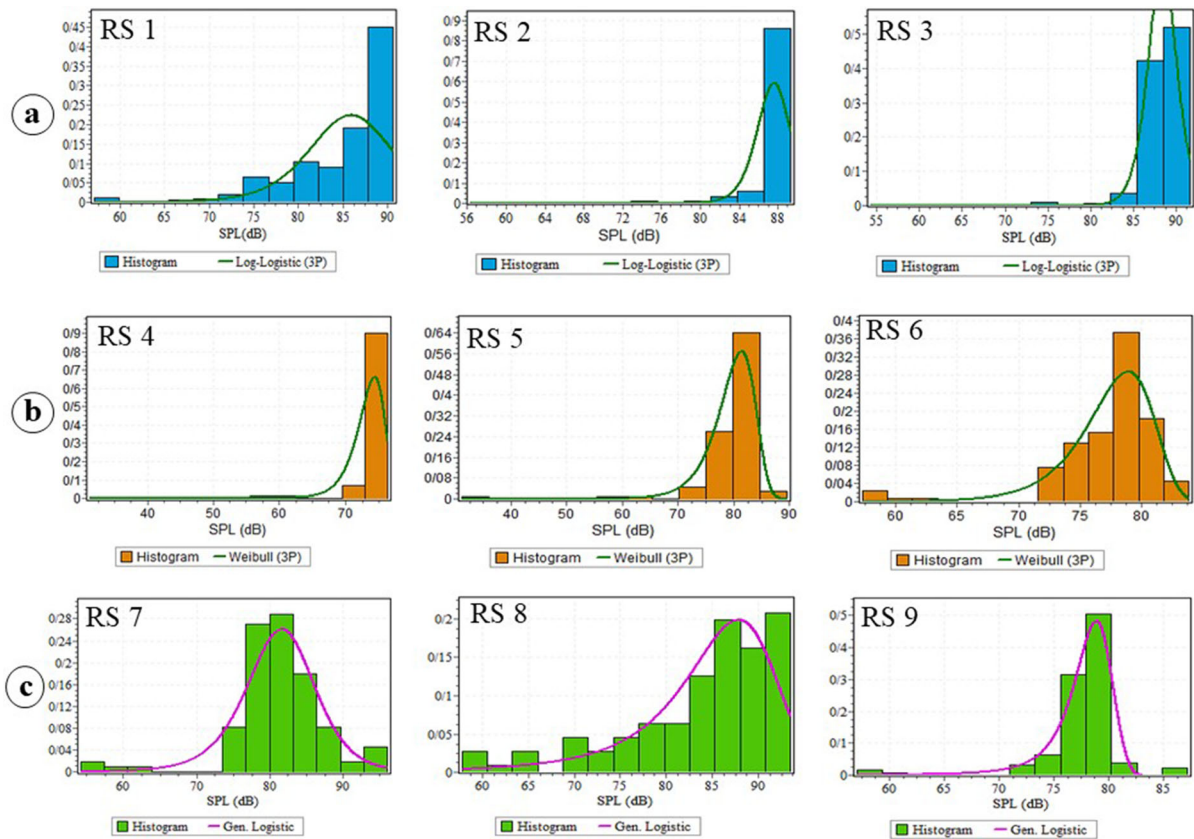 a
RS 1
0/45
0/4
0/35
0/3
0/25
0/2
0/15
0/1
0/05
0
60 65 70 75 80 85 90
SPL(dB)
Histogram Log-Logistic (3P)
RS 2
0/9
0/8
0/7
0/6
0/5
0/4
0/3
0/2
0/1
0
56 60 64 68 72 76 80 84 88
SPL (dB)
Histogram Log-Logistic (3P)
RS 3
0/5
0/4
0/3
0/2
0/1
0
55 60 65 70 75 80 85 90
SPL (dB)
Histogram Log-Logistic (3P)
b
RS 4
0/9
0/8
0/7
0/6
0/5
0/4
0/3
0/2
0/1
0
40 50 60 70
SPL (dB)
Histogram Weibull (3P)
RS 5
0/64
0/56
0/48
0/4
0/32
0/24
0/16
0/08
0
40 50 60 70 80 90
SPL (dB)
Histogram Weibull (3P)
RS 6
0/4
0/36
0/32
0/28
0/24
0/2
0/16
0/12
0/08
0/04
0
60 65 70 75 80
SPL (dB)
Histogram Weibull (3P)
c
RS 7
0/28
0/24
0/2
0/16
0/12
0/08
0/04
0
60 70 80 90
SPL (dB)
Histogram Gen. Logistic
RS 8
0/2
0/15
0/1
0/05
0
60 65 70 75 80 85 90
SPL (dB)
Histogram Gen. Logistic
RS 9
0/5
0/4
0/3
0/2
0/1
0
60 65 70 75 80 85
SPL (dB)
Histogram Gen. Logistic